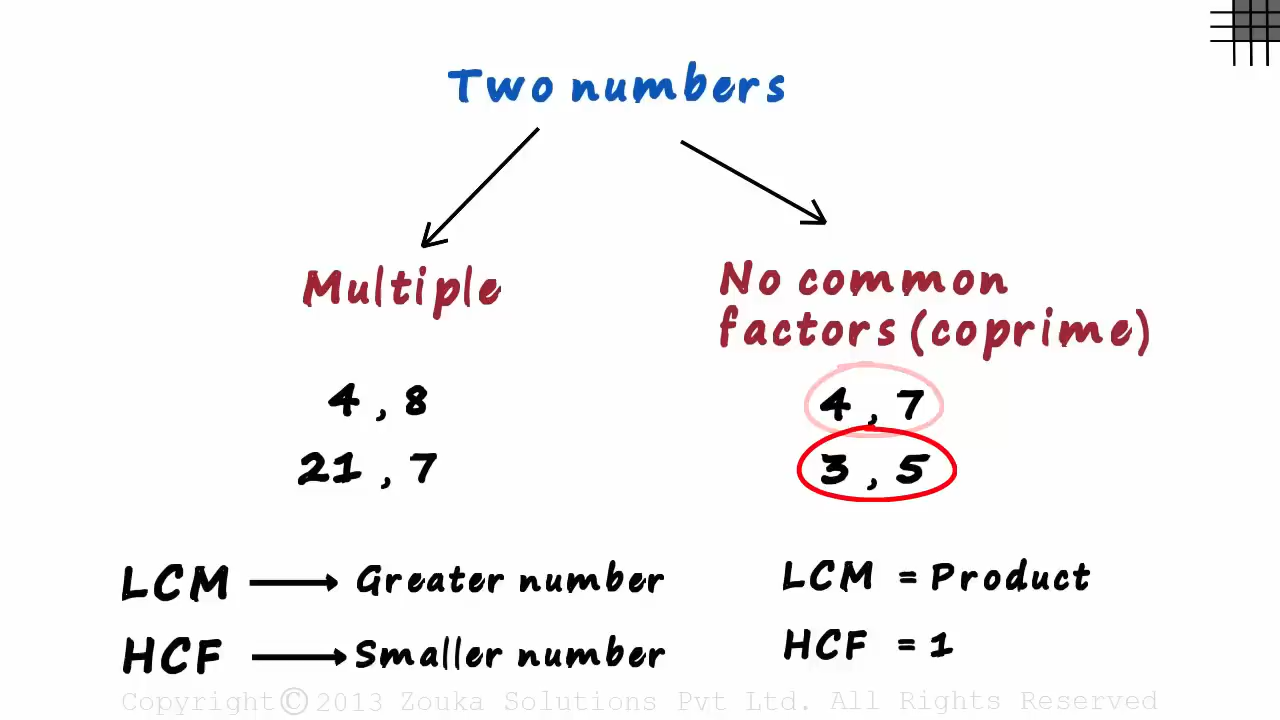 Two numbers
Multiple
No common
factors (coprime)
4 , 8
4 , 7
21 , 7
3 , 5
LCM Greater number
LCM = Product
HCF Smaller number
HCF = 1
Copyright© 2013 Zouka Solutions Pvt Ltd. All Rights Reserved